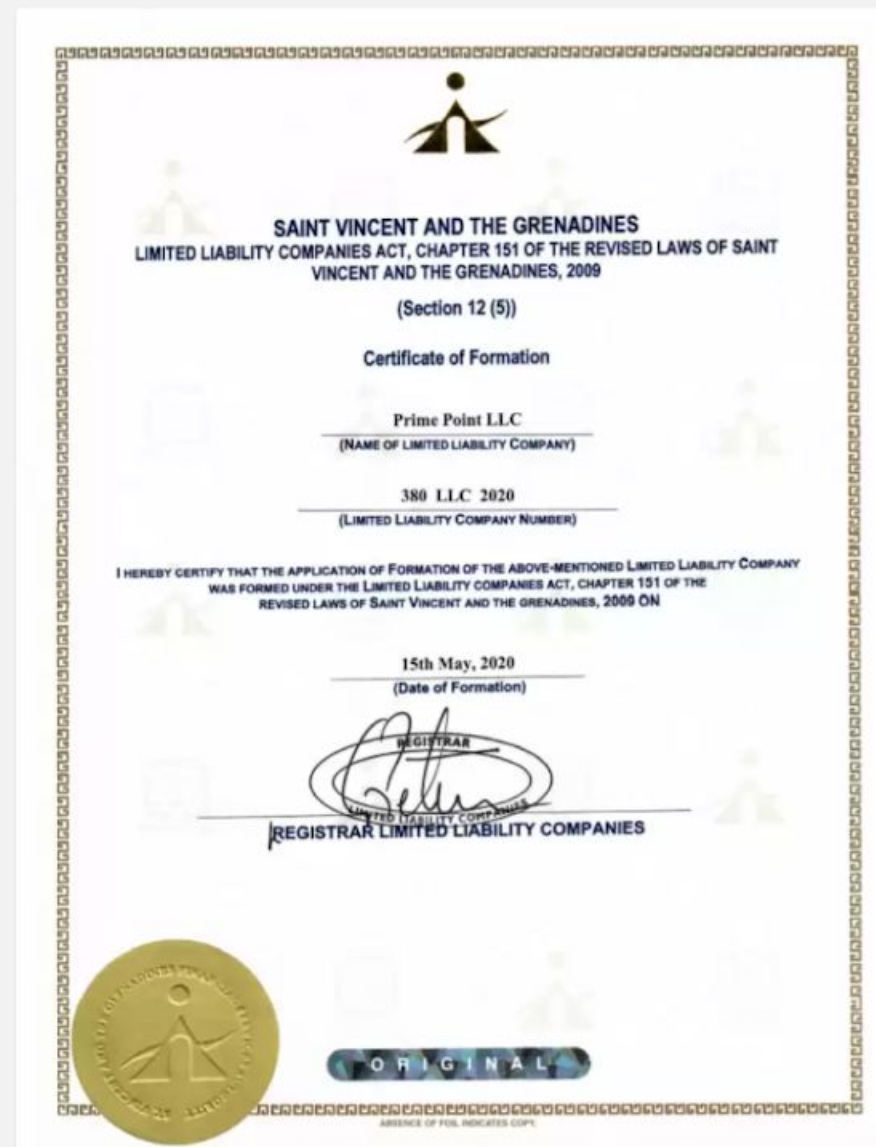 SAINT VINCENT AND THE GRENADINES
LIMITED LIABILITY COMPANIES ACT, CHAPTER 151 OF THE REVISED LAWS OF SAINT
VINCENT AND THE GRENADINES, 2009
(Section 12 (5))
Certificate of Formation
Prime Point LLC
(NAME OF LIMITED LIABILITY COMPANY)
380 LLC 2020
(LIMITED LIABILITY COMPANY NUMBER)
I HEREBY CERTIFY THAT THE APPLICATION OF FORMATION OF THE ABOVE-MENTIONED LIMITED LIABILITY COMPANY
WAS FORMED UNDER THE LIMITED LIABILITY COMPANIES ACT, CHAPTER 151 OF THE
REVISED LAWS OF SAINT VINCENT AND THE GRENADINES, 2009 ON
15th May, 2020
(Date of Formation)
REGISTRAR
LIMITED LIABILITY COMPANIES
REGISTRAR LIMITED LIABILITY COMPANIES
ORIGINAL
ABSENCE OF FOIL INDICATES COPY